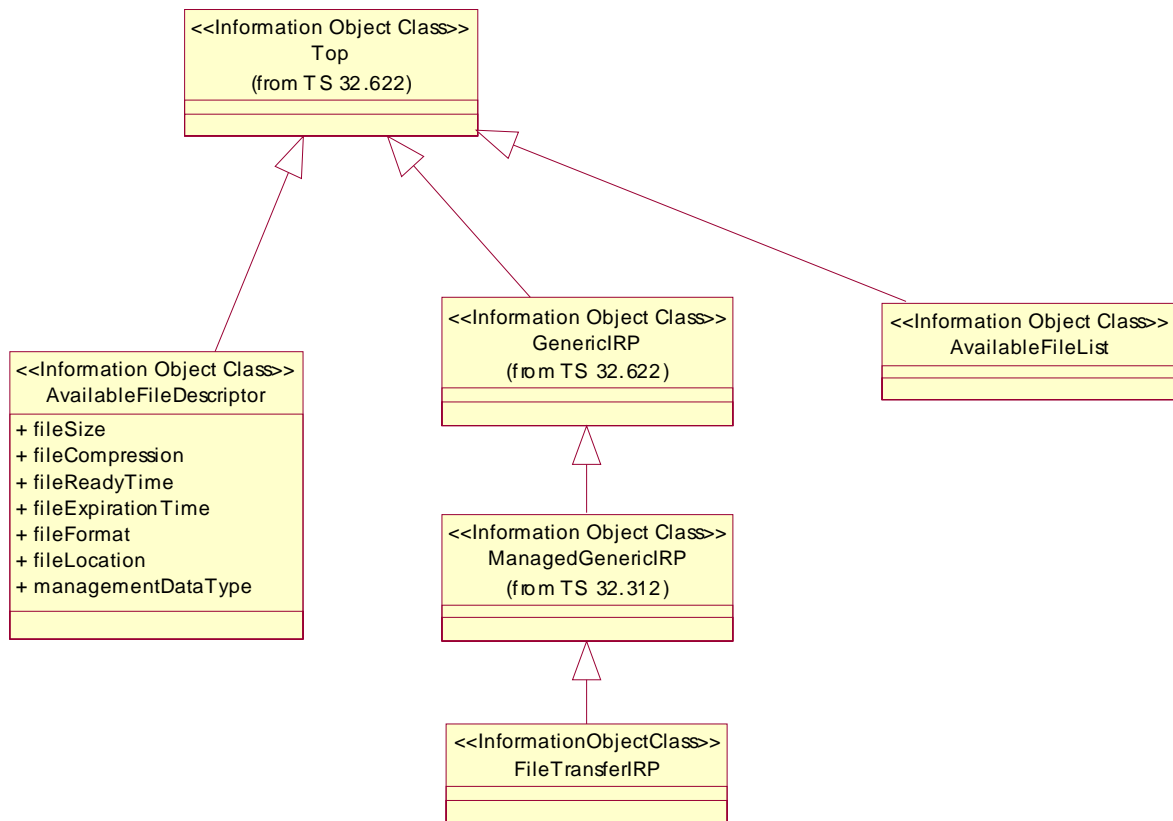 <<Information Object Class>>
Top
(from TS 32.622)
<<Information Object Class>>
GenericIRP
(from TS 32.622)
<<Information Object Class>>
AvailableFileList
<<Information Object Class>>
AvailableFileDescriptor
+ fileSize
+ fileCompression
+ fileReadyTime
+ fileExpirationTime
+ fileFormat
+ fileLocation
+ managementDataType
<<Information Object Class>>
ManagedGenericIRP
(from TS 32.312)
<<InformationObjectClass>>
FileTransferIRP